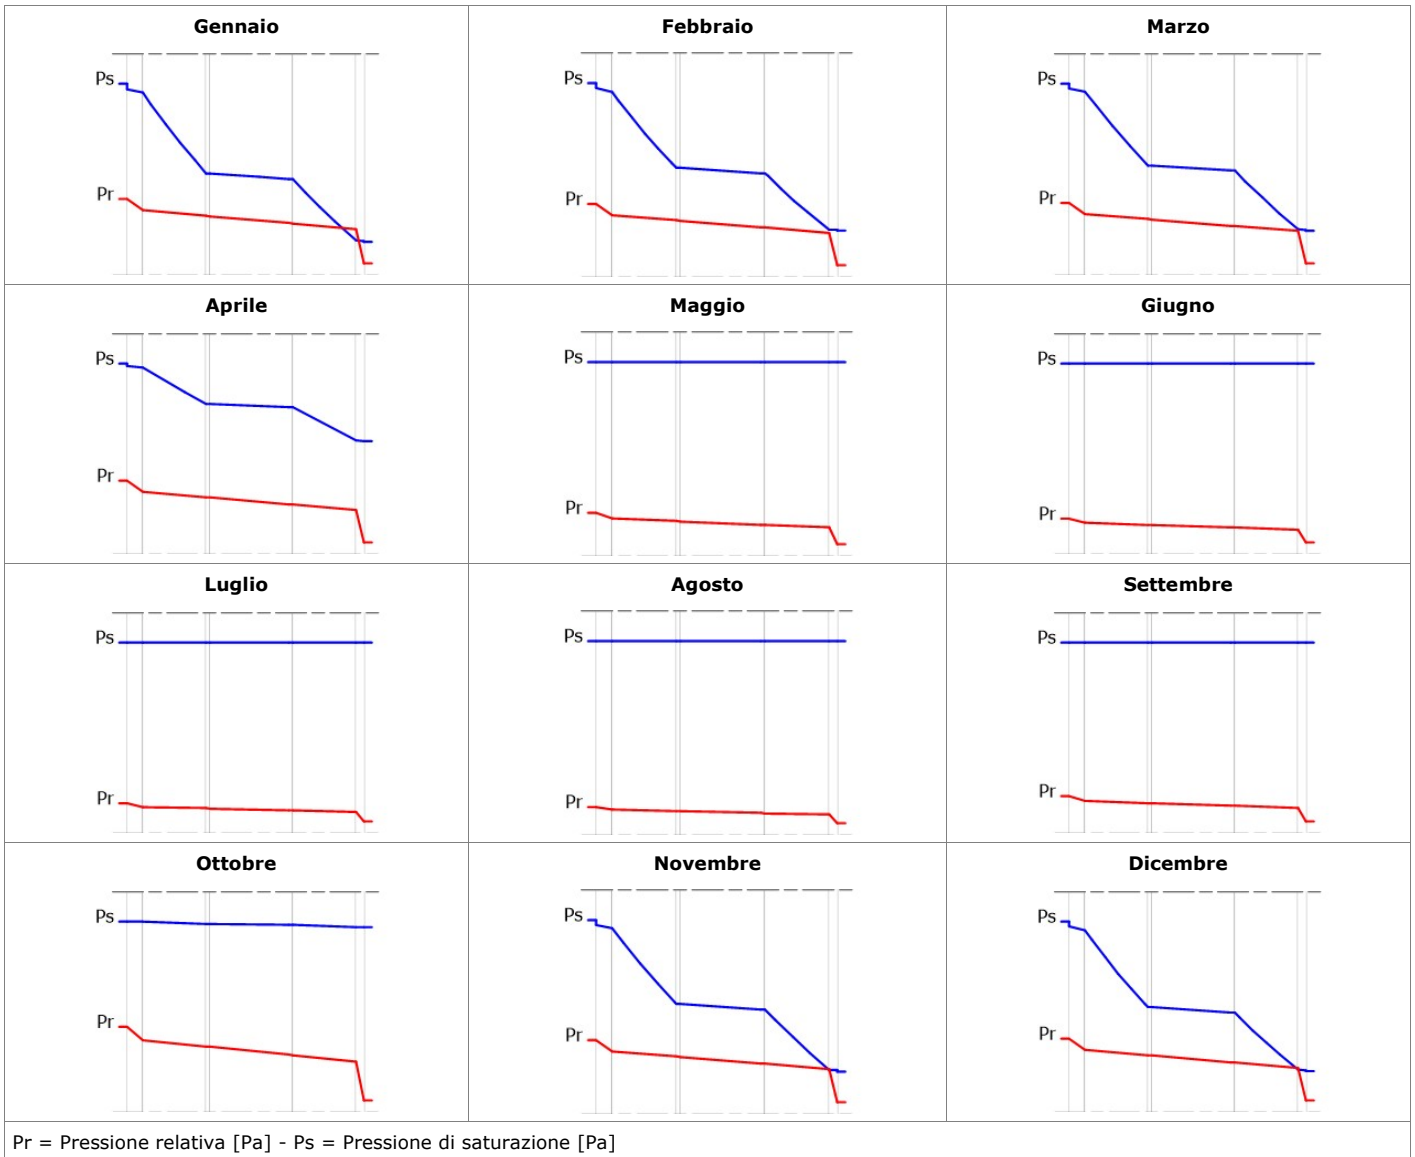 Gennaio Febbraio Marzo
Ps Ps Ps
Pr Pr Pr
Aprile Maggio Giugno
Ps Ps Ps
Pr Pr Pr
Luglio Agosto Settembre
Ps Ps Ps
Pr Pr Pr
Ottobre Novembre Dicembre
Ps Ps Ps
Pr Pr Pr
Pr = Pressione relativa [Pa] - Ps = Pressione di saturazione [Pa]